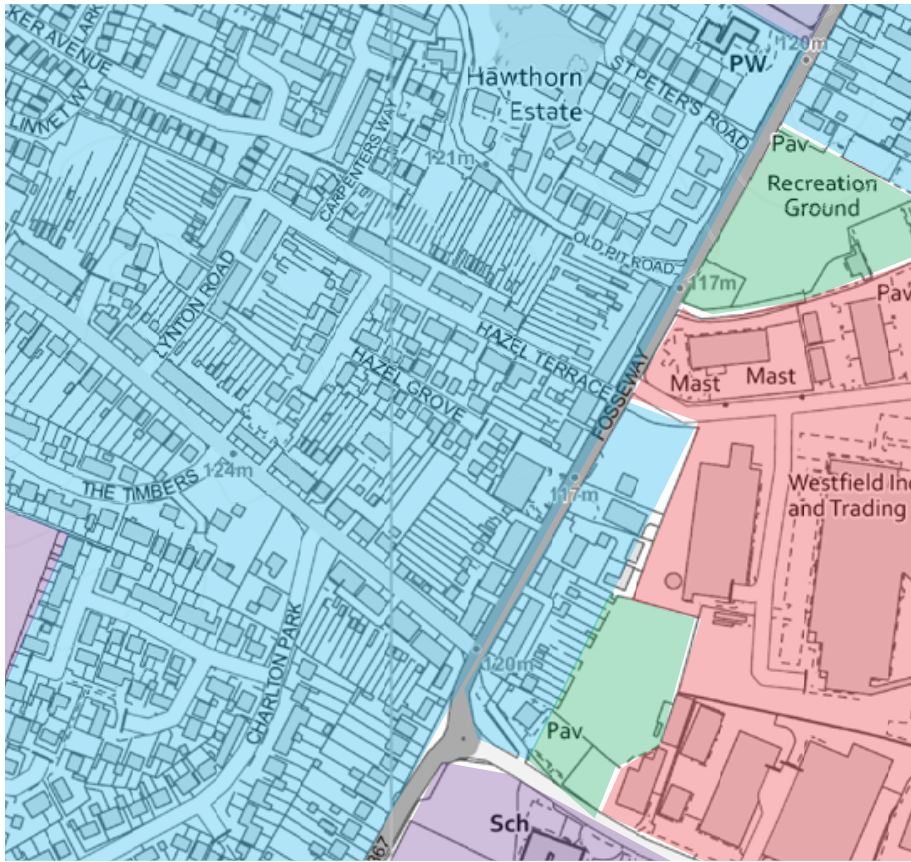 KER AVENUE
LARK
LINNET WY
Hawthorn
Estate
ST PETER'S ROAD
PW
120m
CARPENTERS WAY
121m
Pav
Recreation
Ground
OLD PIT ROAD
117m
Pav
LYNTON ROAD
HAZEL TERRACE
HAZEL GROVE
FOSSEWAY
Mast
Mast
THE TIMBERS
124m
117m
Westfield Ind
and Trading
CHARLTON PARK
120m
Pav
Sch
367